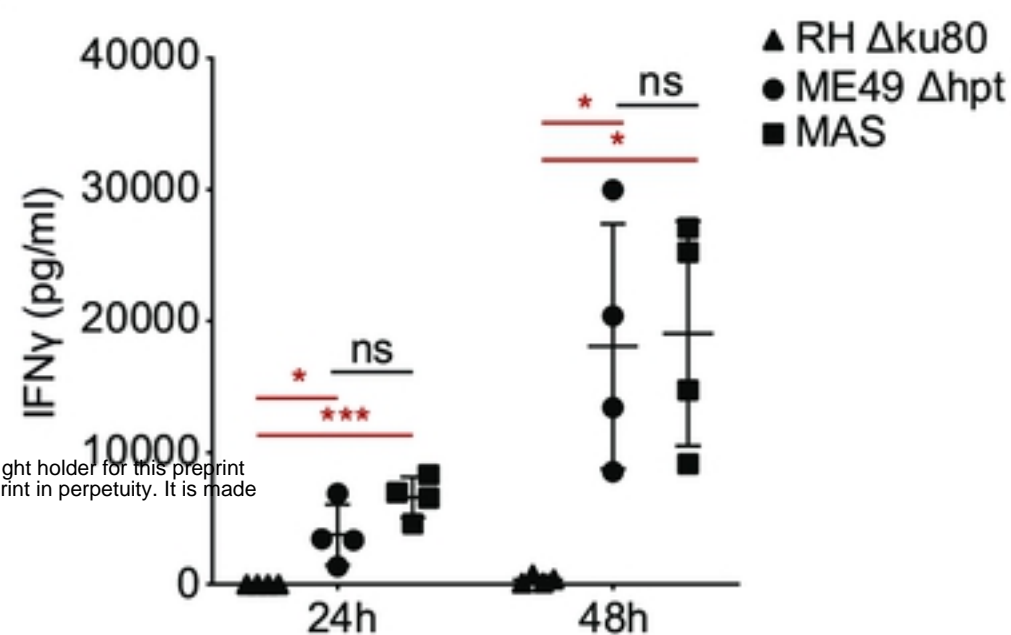 RH Δku80
ME49 Δhpt
MAS
IFNγ (pg/ml)
40000
30000
20000
10000
0
*
ns
*
ns
*
***
ght holder for this preprint
rint in perpetuity. It is made
24h
48h